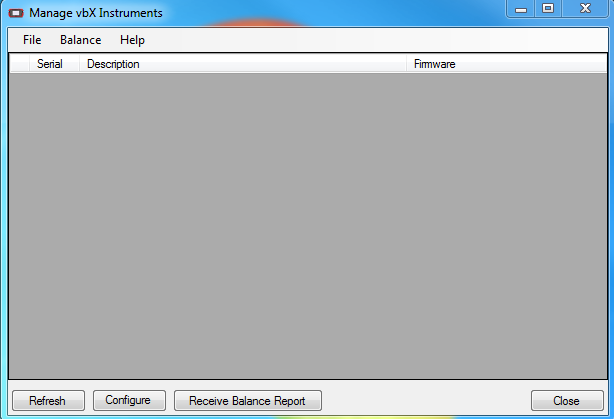 Manage vbX Instruments
File Balance Help
Serial Description Firmware
Refresh Configure Receive Balance Report Close